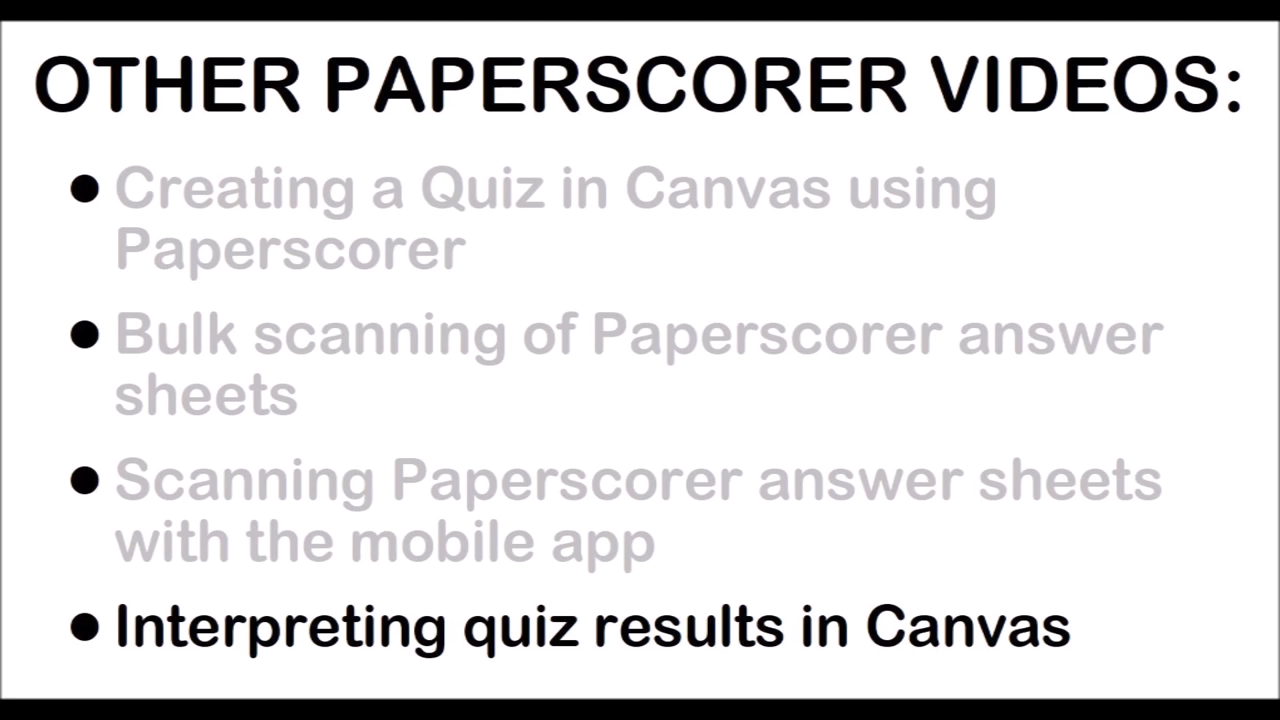 OTHER PAPERSCORER VIDEOS:
● Creating a Quiz in Canvas using
Paperscorer
● Bulk scanning of Paperscorer answer
sheets
● Scanning Paperscorer answer sheets
with the mobile app
● Interpreting quiz results in Canvas